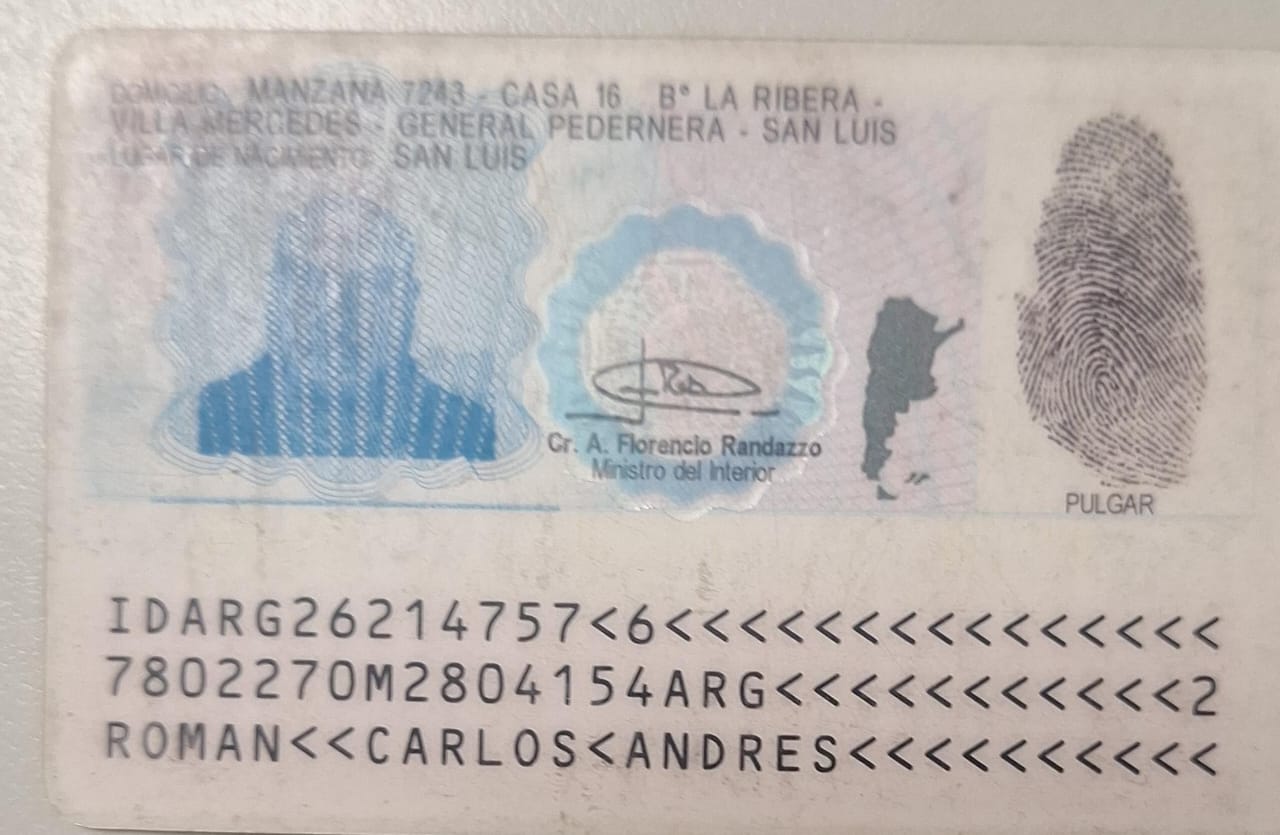 DOMICILIO: MANZANA 7243 - CASA 16 B° LA RIBERA -
VILLA MERCEDES - GENERAL PEDERNERA - SAN LUIS
LUGAR DE NACIMIENTO: SAN LUIS
Cr. A. Florencio Randazzo
Ministro del Interior
PULGAR
IDARG26214757<6<<<<<<<<<<<<<<<
7802270M2804154ARG<<<<<<<<<<<2
ROMAN<<CARLOS<ANDRES<<<<<<<<<<